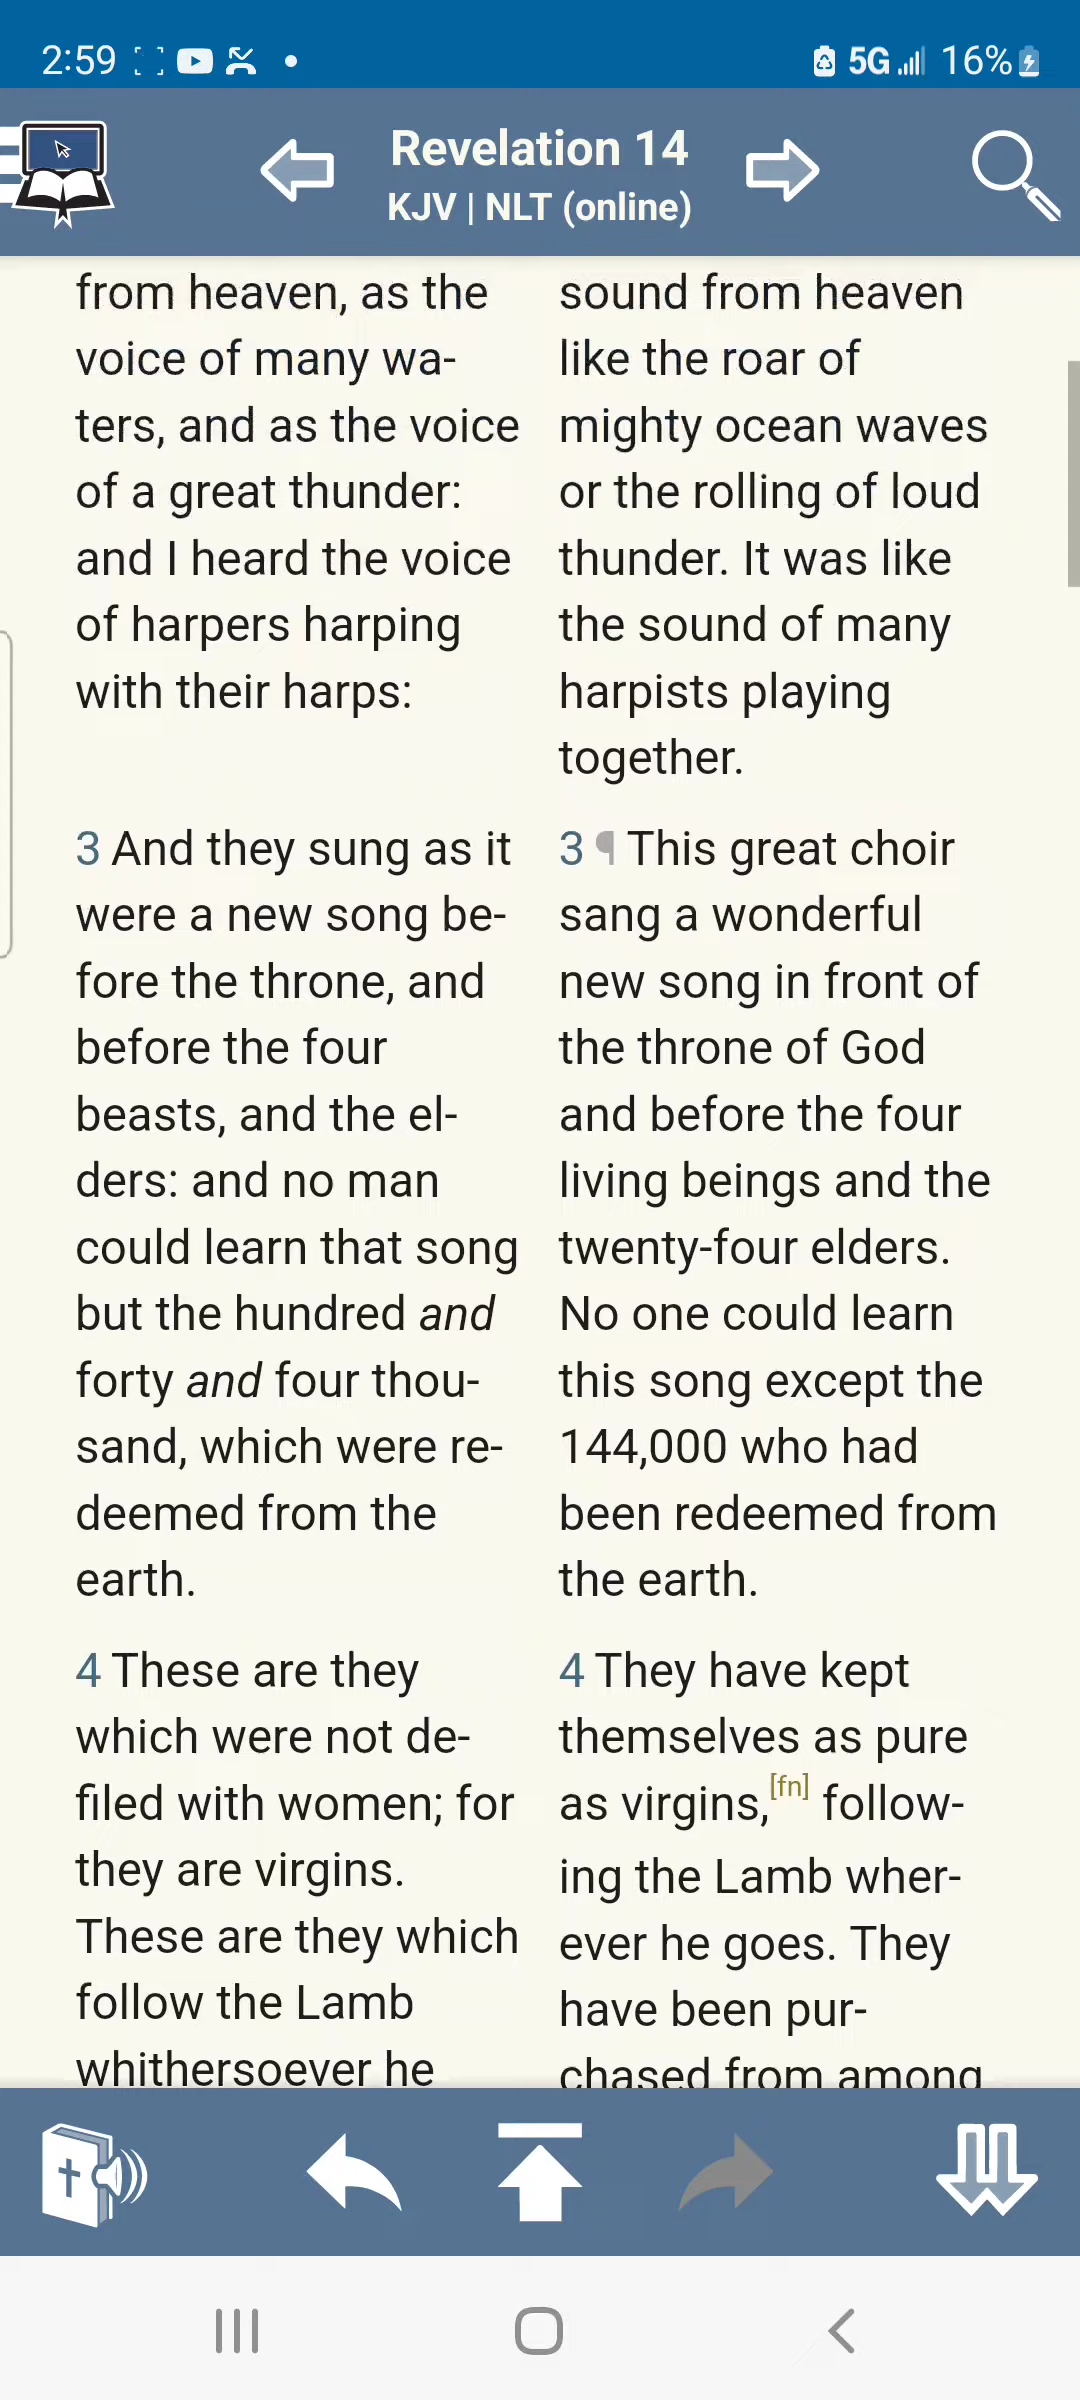 2:59
5G 16%
Revelation 14
KJV | NLT (online)
from heaven, as the
voice of many wa-
ters, and as the voice
of a great thunder:
and I heard the voice
of harpers harping
with their harps:
3 And they sung as it
were a new song be-
fore the throne, and
before the four
beasts, and the el-
ders: and no man
could learn that song
but the hundred and
forty and four thou-
sand, which were re-
deemed from the
earth.
4 These are they
which were not de-
filed with women; for
they are virgins.
These are they which
follow the Lamb
whithersoever he
sound from heaven
like the roar of
mighty ocean waves
or the rolling of loud
thunder. It was like
the sound of many
harpists playing
together.
3 ¶ This great choir
sang a wonderful
new song in front of
the throne of God
and before the four
living beings and the
twenty-four elders.
No one could learn
this song except the
144,000 who had
been redeemed from
the earth.
4 They have kept
themselves as pure
as virgins,[fn] follow-
ing the Lamb wher-
ever he goes. They
have been pur-
chased from among